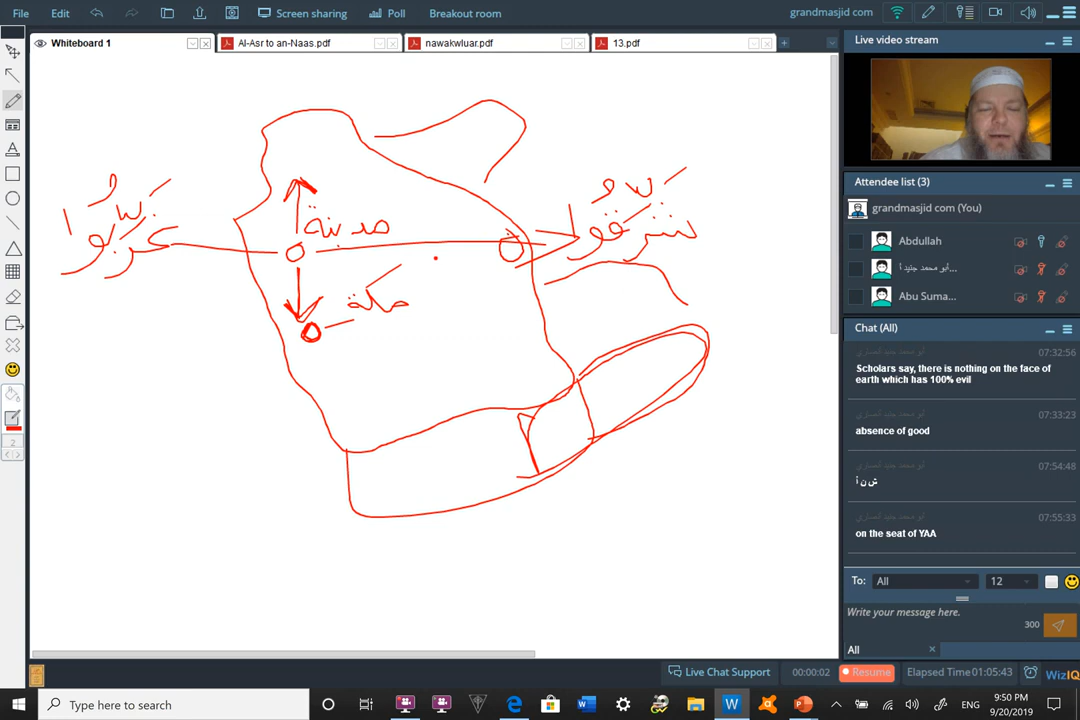 File
Edit
Screen sharing
Poll
Breakout room
grandmasjid com
Whiteboard 1
Al-Asr to an-Naas.pdf
nawakwluar.pdf
13.pdf
Live video stream
Attendee list (3)
grandmasjid com (You)
Abdullah
أبو محمد جنيد أ...
Abu Suma...
غربوا
مدينة
شرقوا
مكة
Chat (All)
07:32:56
Scholars say, there is nothing on the face of
earth which has 100% evil
07:33:23
absence of good
07:54:48
ش ن أ
07:55:33
on the seat of YAA
To:
All
12
Write your message here.
300
All
Live Chat Support
00:00:02
Resume
Elapsed Time 01:05:43
WizIQ
2
Type here to search
ENG
9:50 PM
9/20/2019